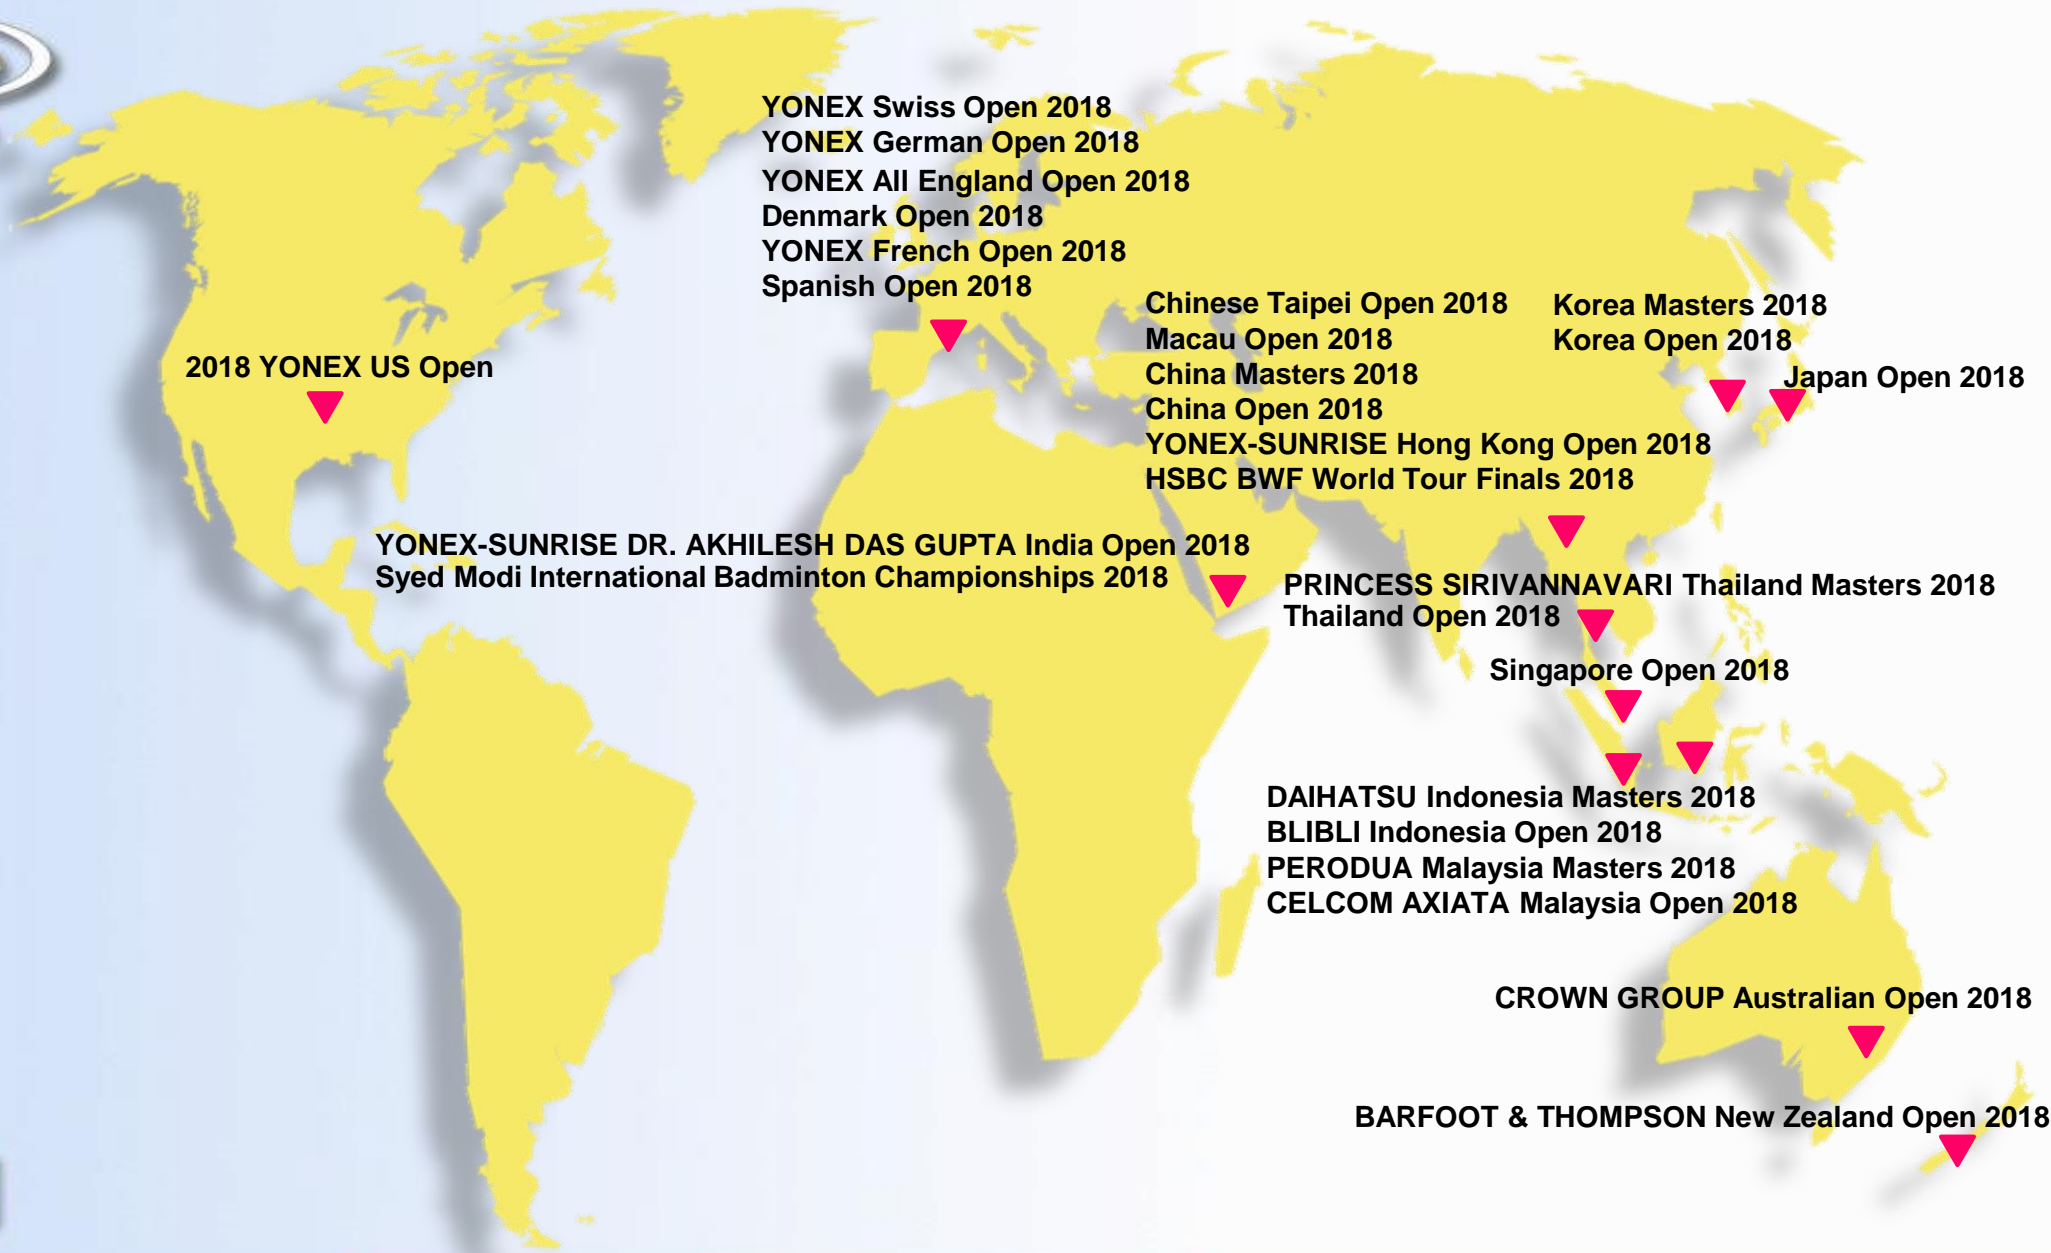 YONEX Swiss Open 2018
YONEX German Open 2018
YONEX All England Open 2018
Denmark Open 2018
YONEX French Open 2018
Spanish Open 2018
Chinese Taipei Open 2018
Macau Open 2018
China Masters 2018
China Open 2018
YONEX-SUNRISE Hong Kong Open 2018
HSBC BWF World Tour Finals 2018
Korea Masters 2018
Korea Open 2018
Japan Open 2018
2018 YONEX US Open
YONEX-SUNRISE DR. AKHILESH DAS GUPTA India Open 2018
Syed Modi International Badminton Championships 2018
PRINCESS SIRIVANNAVARI Thailand Masters 2018
Thailand Open 2018
Singapore Open 2018
DAIHATSU Indonesia Masters 2018
BLIBLI Indonesia Open 2018
PERODUA Malaysia Masters 2018
CELCOM AXIATA Malaysia Open 2018
CROWN GROUP Australian Open 2018
BARFOOT & THOMPSON New Zealand Open 2018